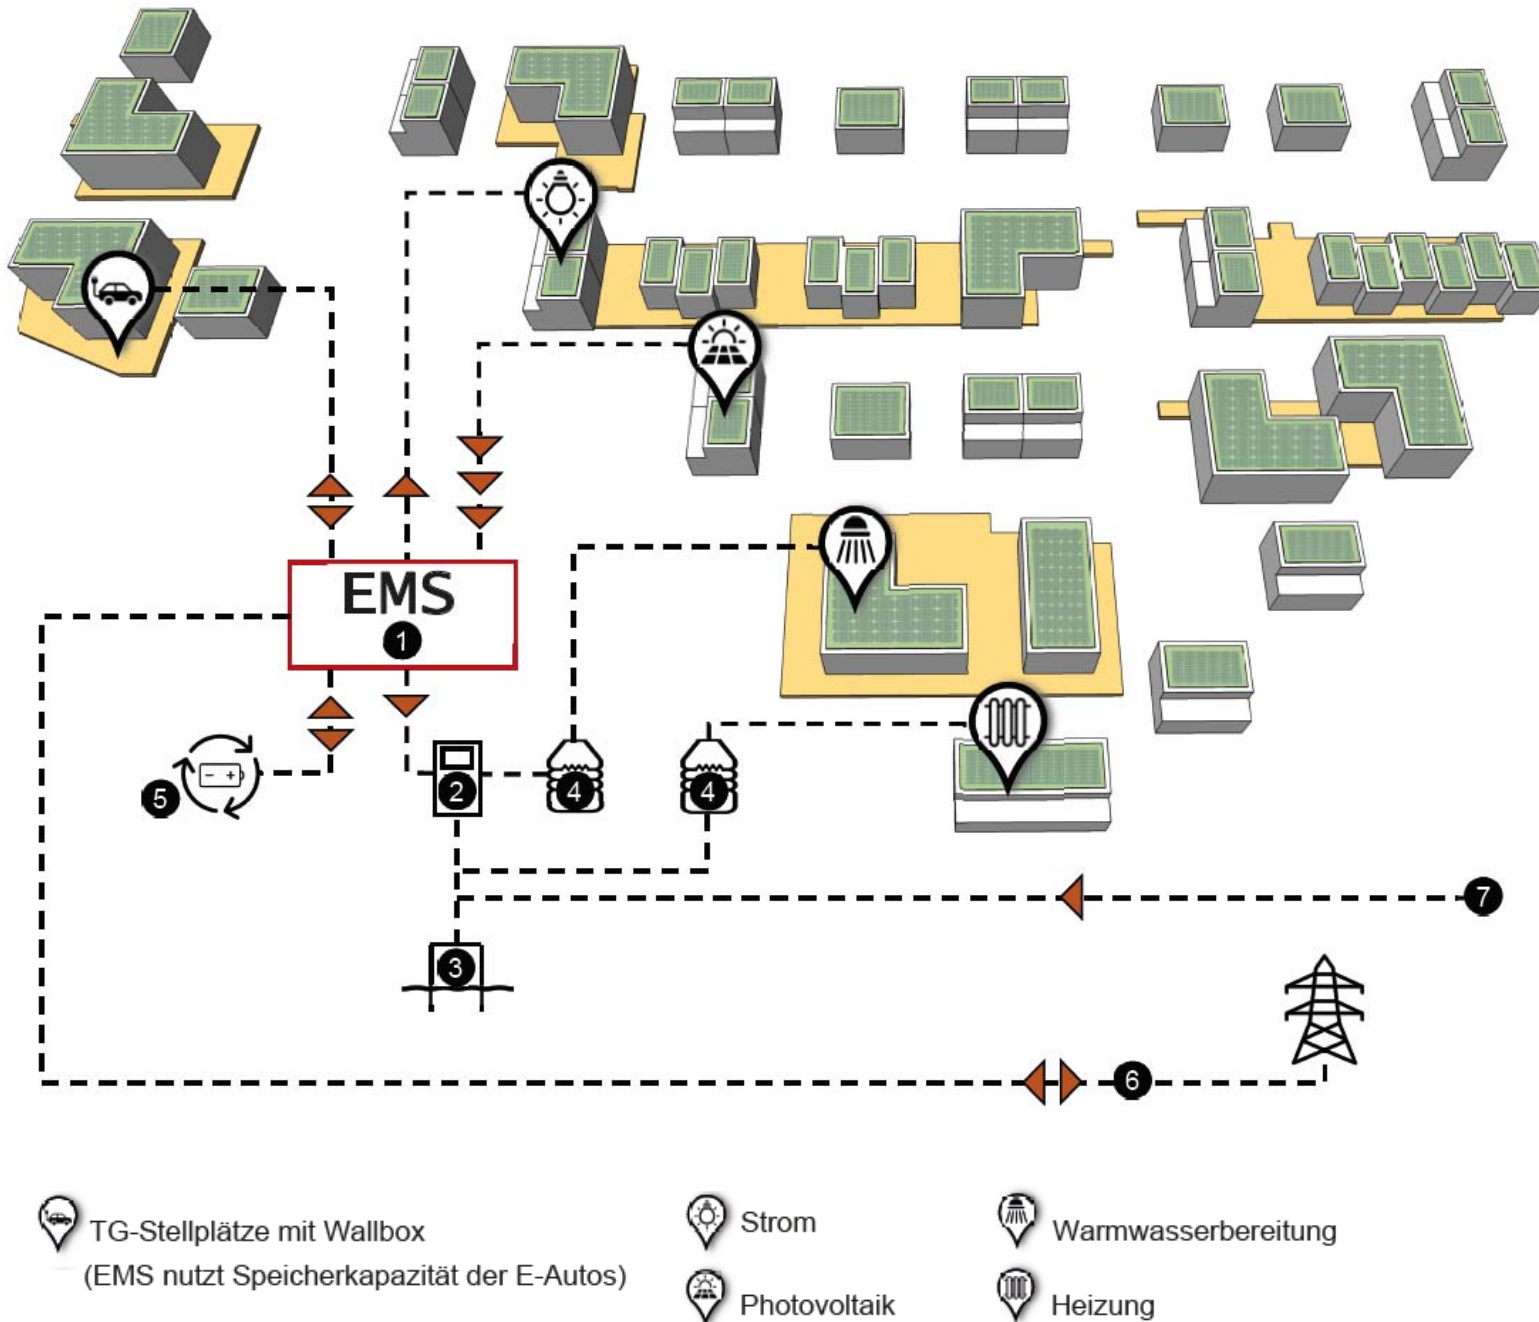 EMS
1
5
2
4
4
7
3
6
TG-Stellplätze mit Wallbox
(EMS nutzt Speicherkapazität der E-Autos)
Strom
Photovoltaik
Warmwasserbereitung
Heizung